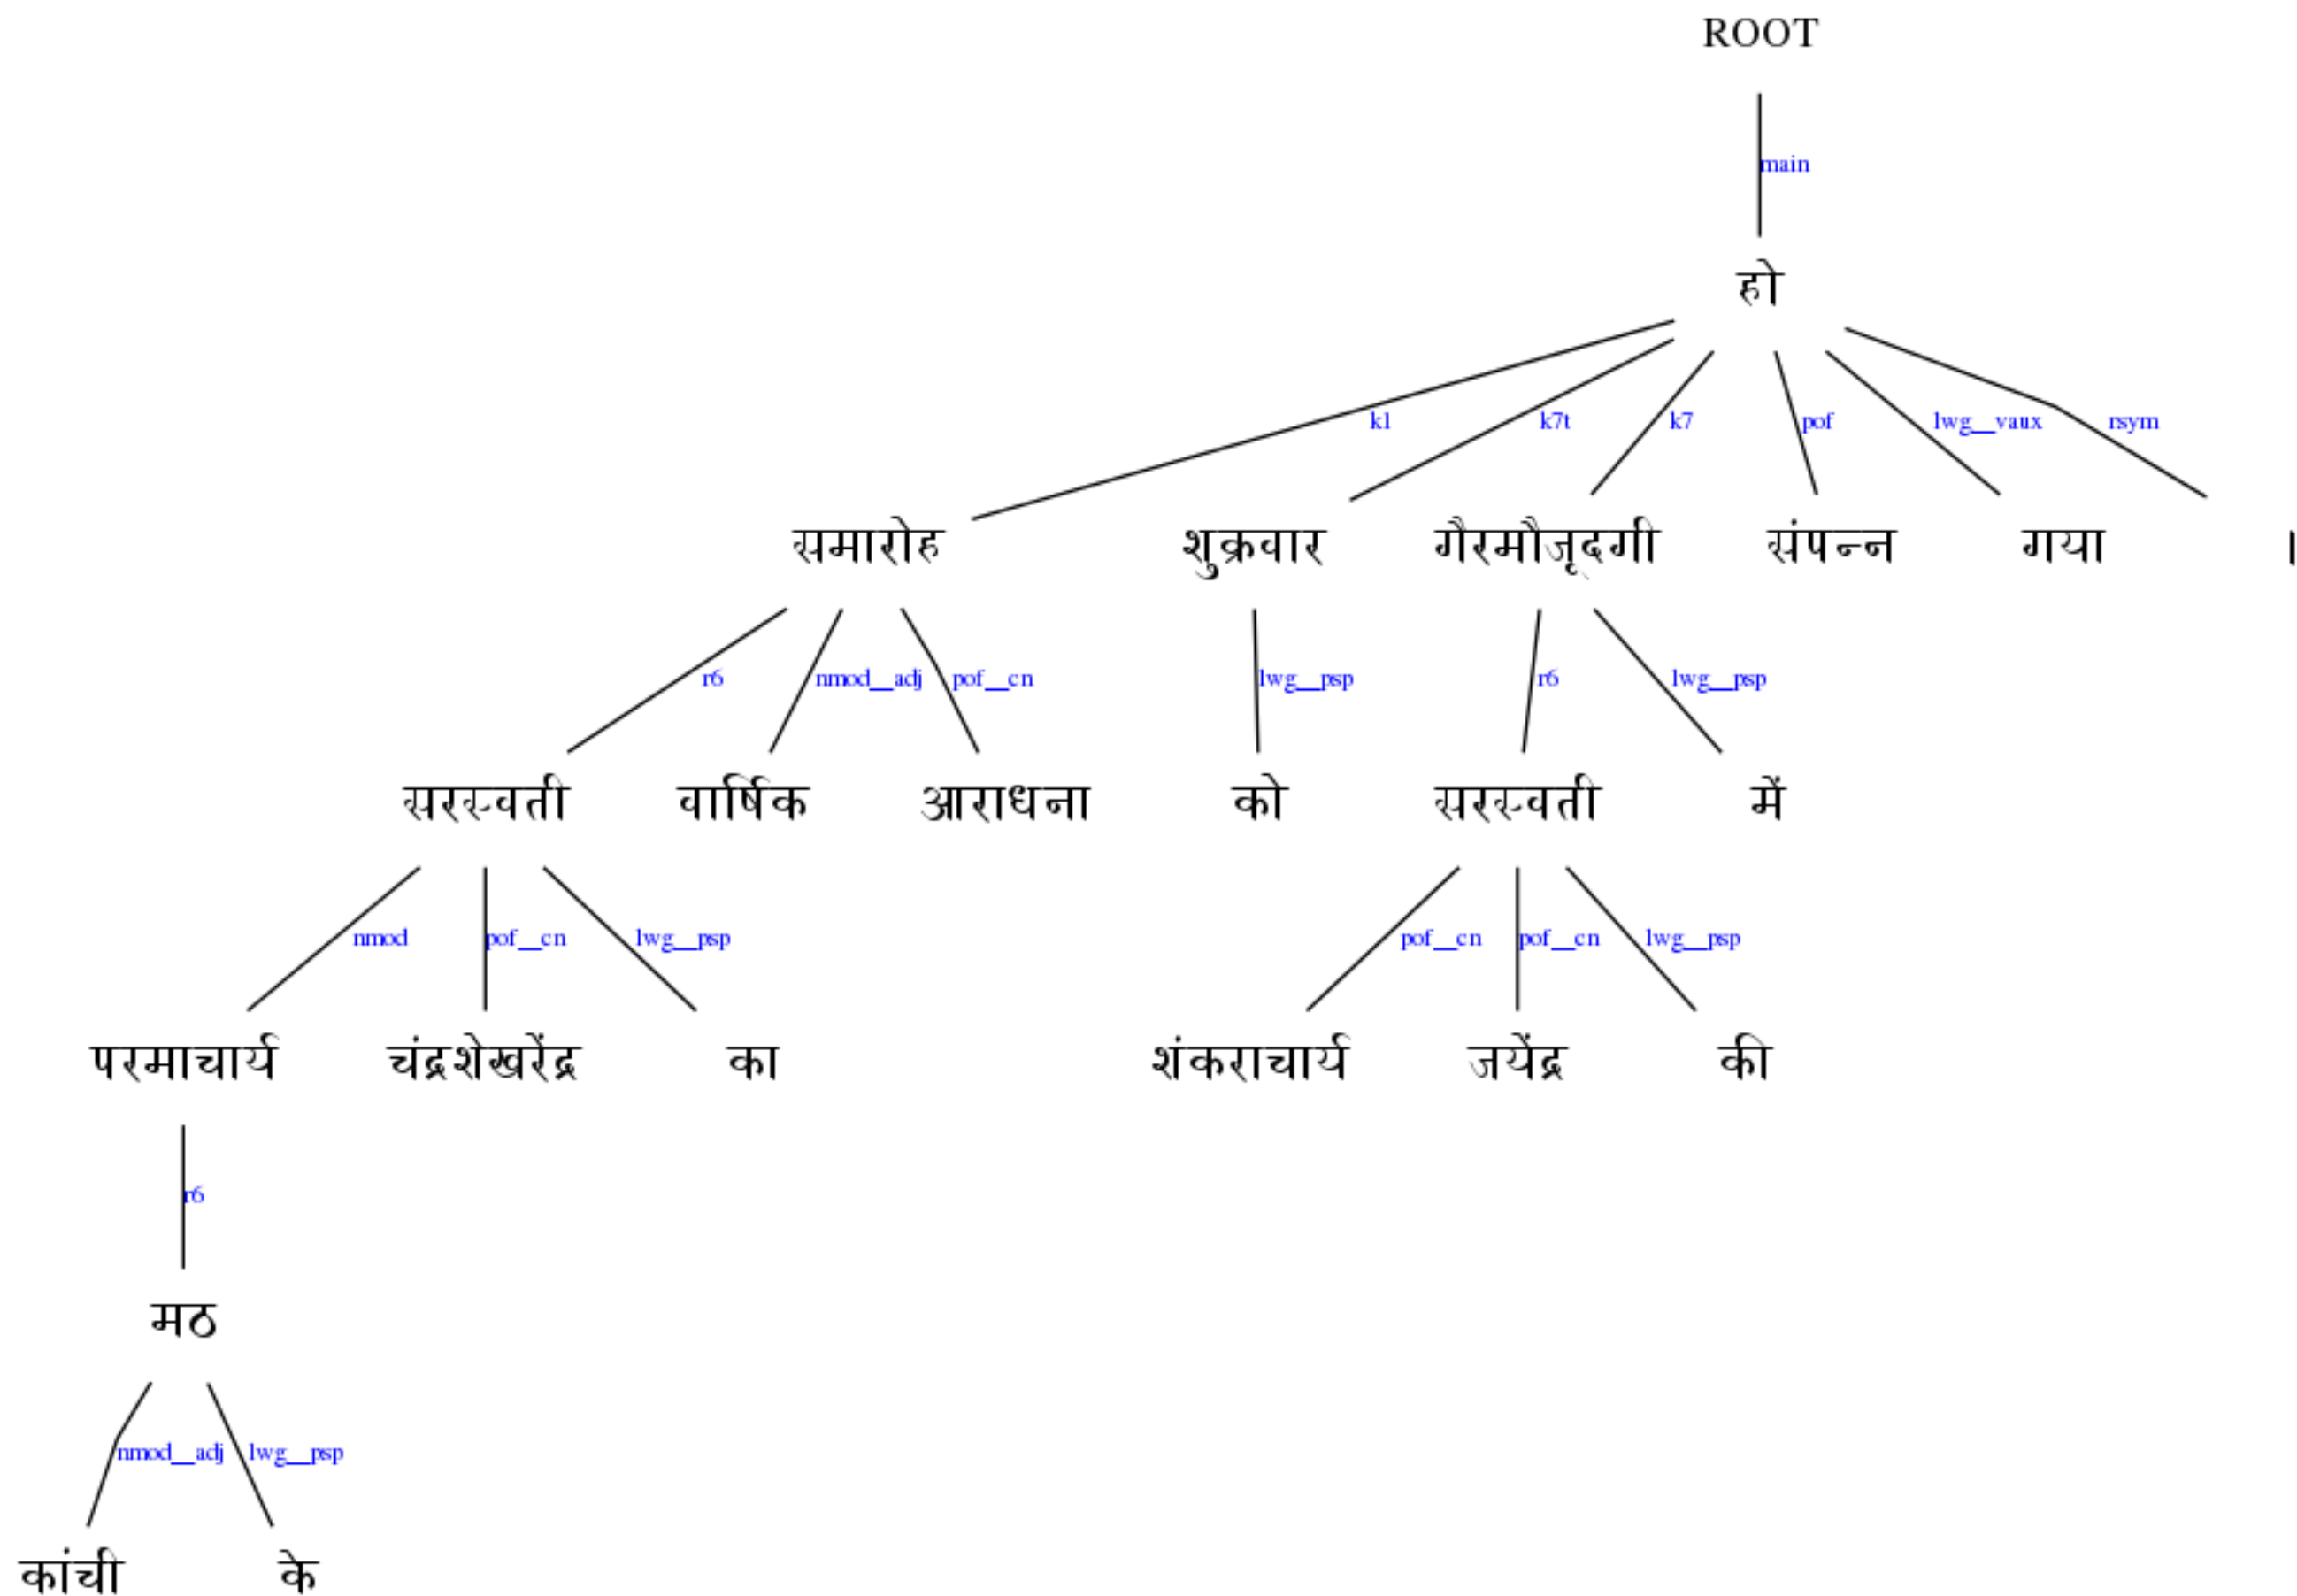 ROOT
main
हो
k1 k7t k7 pof lwg__vaux rsym
समारोह शुक्रवार गैरमौजूदगी संपन्न गया ।
r6 nmod__adj pof__cn lwg__psp r6 lwg__psp
सरस्वती वार्षिक आराधना को सरस्वती में
nmod pof__cn lwg__psp pof__cn pof__cn lwg__psp
परमाचार्य चंद्रशेखरेंद्र का शंकराचार्य जयेंद्र की
r6
मठ
nmod__adj lwg__psp
कांची के